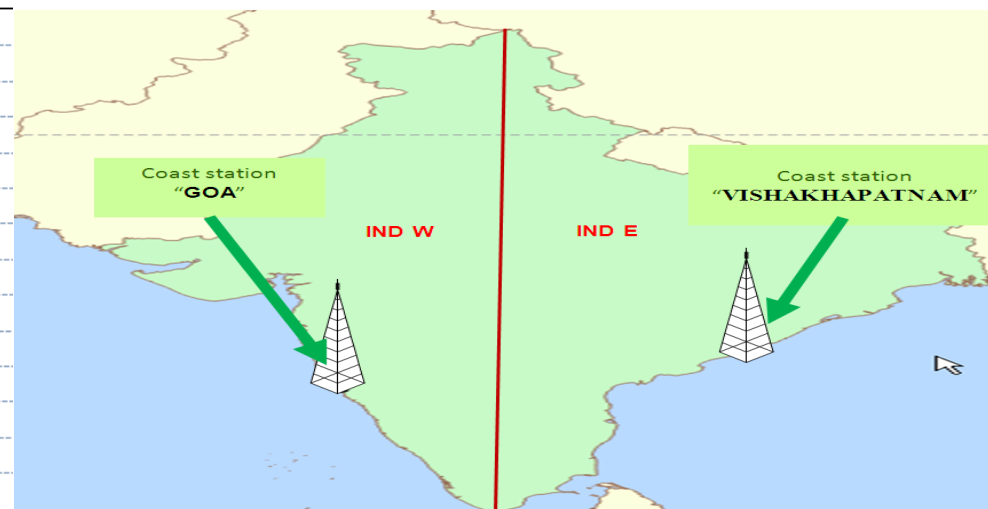 Coast station
“GOA”
Coast station
“VISHAKHAPATNAM”
IND W
IND E